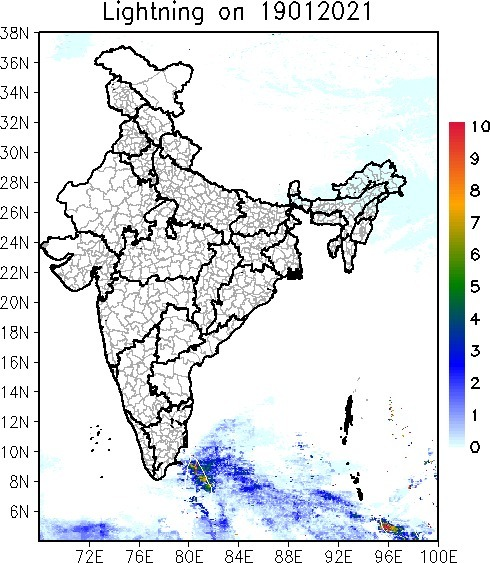 Lightning on 19012021
38N
36N
34N
32N
30N
28N
26N
24N
22N
20N
18N
16N
14N
12N
10N
8N
6N
72E 76E 80E 84E 88E 92E 96E 100E
10
9
8
7
6
5
4
3
2
1
0